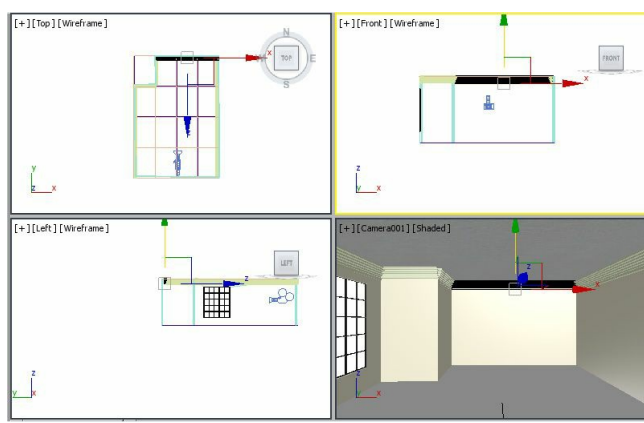 [+] [Top] [Wireframe]
N
TOP
E
S
x
y
z
x
[+] [Front] [Wireframe]
FRONT
x
z
y
x
[+] [Left] [Wireframe]
LEFT
z
z
y
x
[+] [Camera001] [Shaded]
z
x
z
y
x